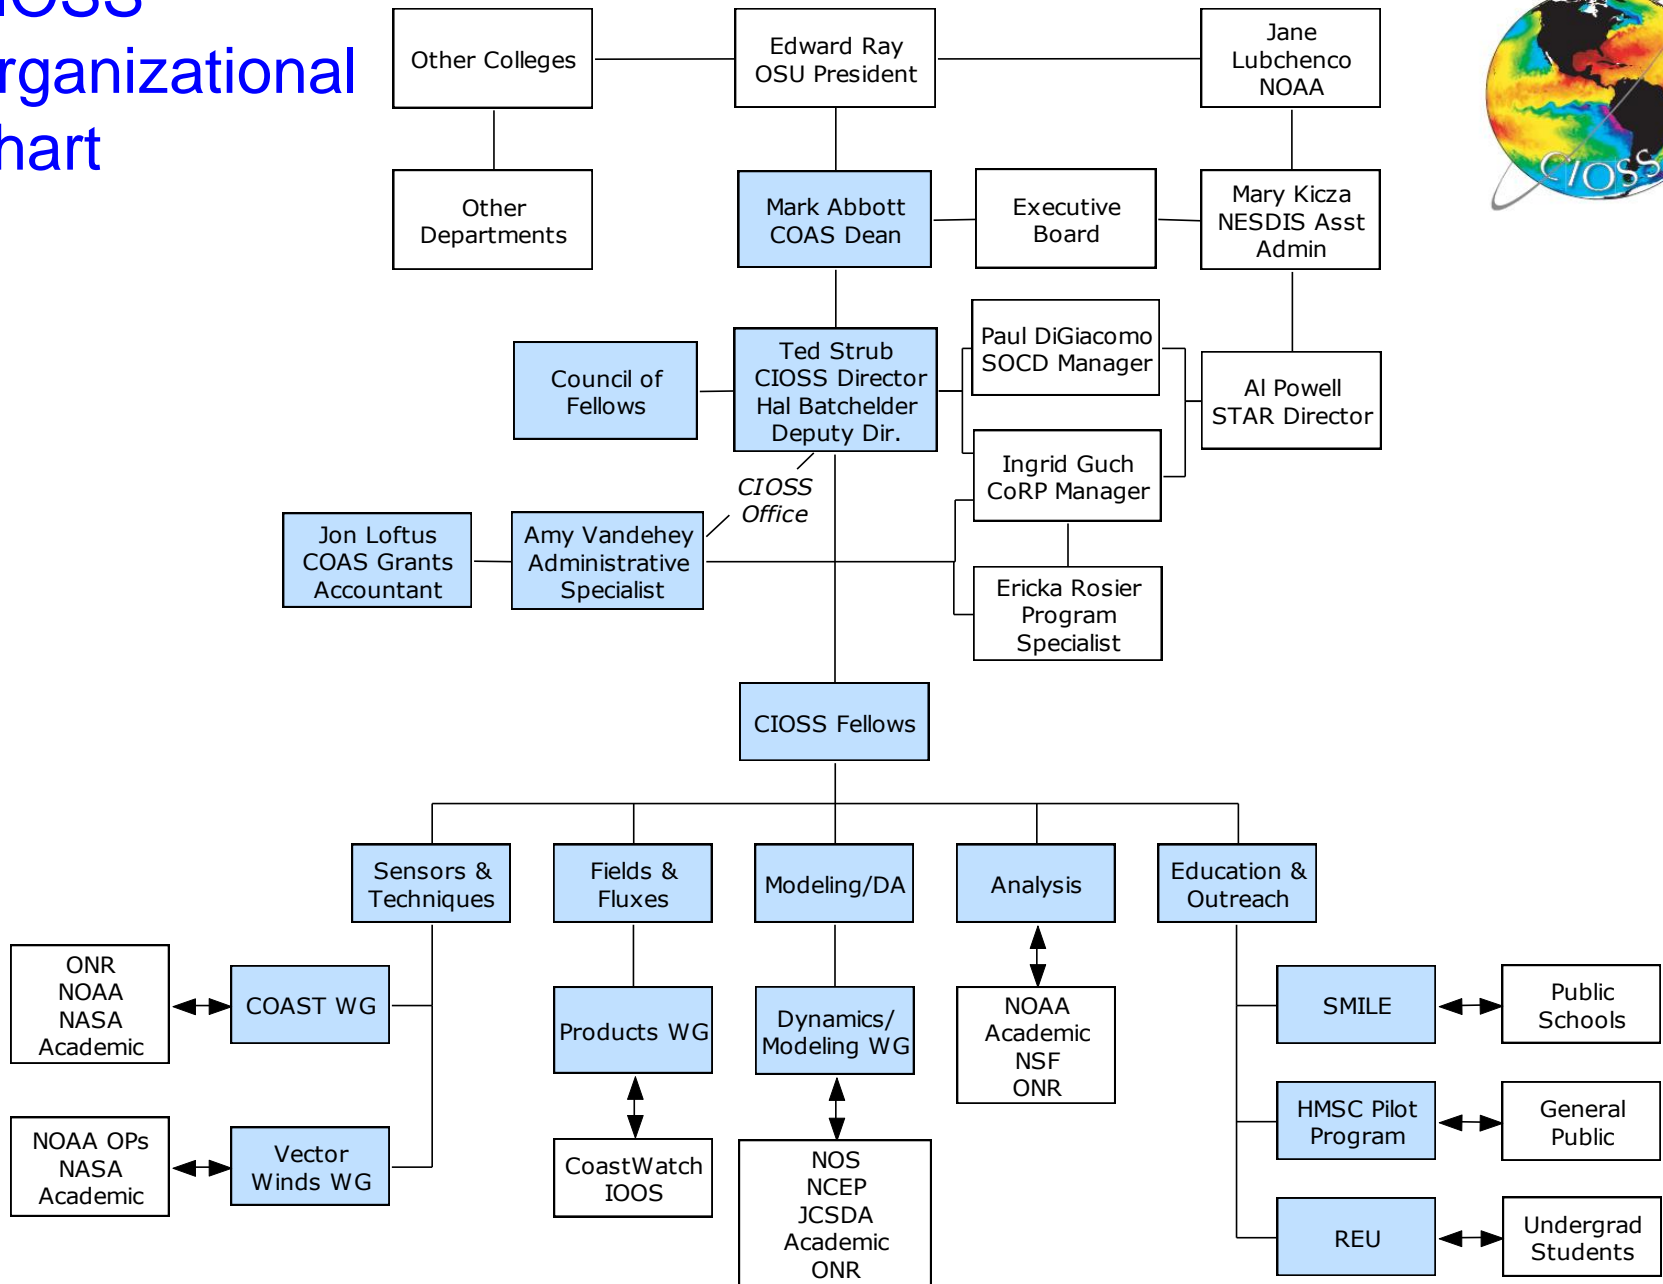 IOSS
rganizational
hart
Other Colleges
Edward Ray
OSU President
Jane
Lubchenco
NOAA
CIOSS
Other
Departments
Mark Abbott
COAS Dean
Executive
Board
Mary Kicza
NESDIS Asst
Admin
Council of
Fellows
Ted Strub
CIOSS Director
Hal Batchelder
Deputy Dir.
Paul DiGiacomo
SOCD Manager
Al Powell
STAR Director
Ingrid Guch
CoRP Manager
CIOSS
Office
Jon Loftus
COAS Grants
Accountant
Amy Vandehey
Administrative
Specialist
Ericka Rosier
Program
Specialist
CIOSS Fellows
Sensors &
Techniques
Fields &
Fluxes
Modeling/DA
Analysis
Education &
Outreach
ONR
NOAA
NASA
Academic
COAST WG
Products WG
Dynamics/
Modeling WG
NOAA
Academic
NSF
ONR
SMILE
Public
Schools
NOAA OPs
NASA
Academic
Vector
Winds WG
CoastWatch
IOOS
NOS
NCEP
JCSDA
Academic
ONR
HMSC Pilot
Program
General
Public
REU
Undergrad
Students